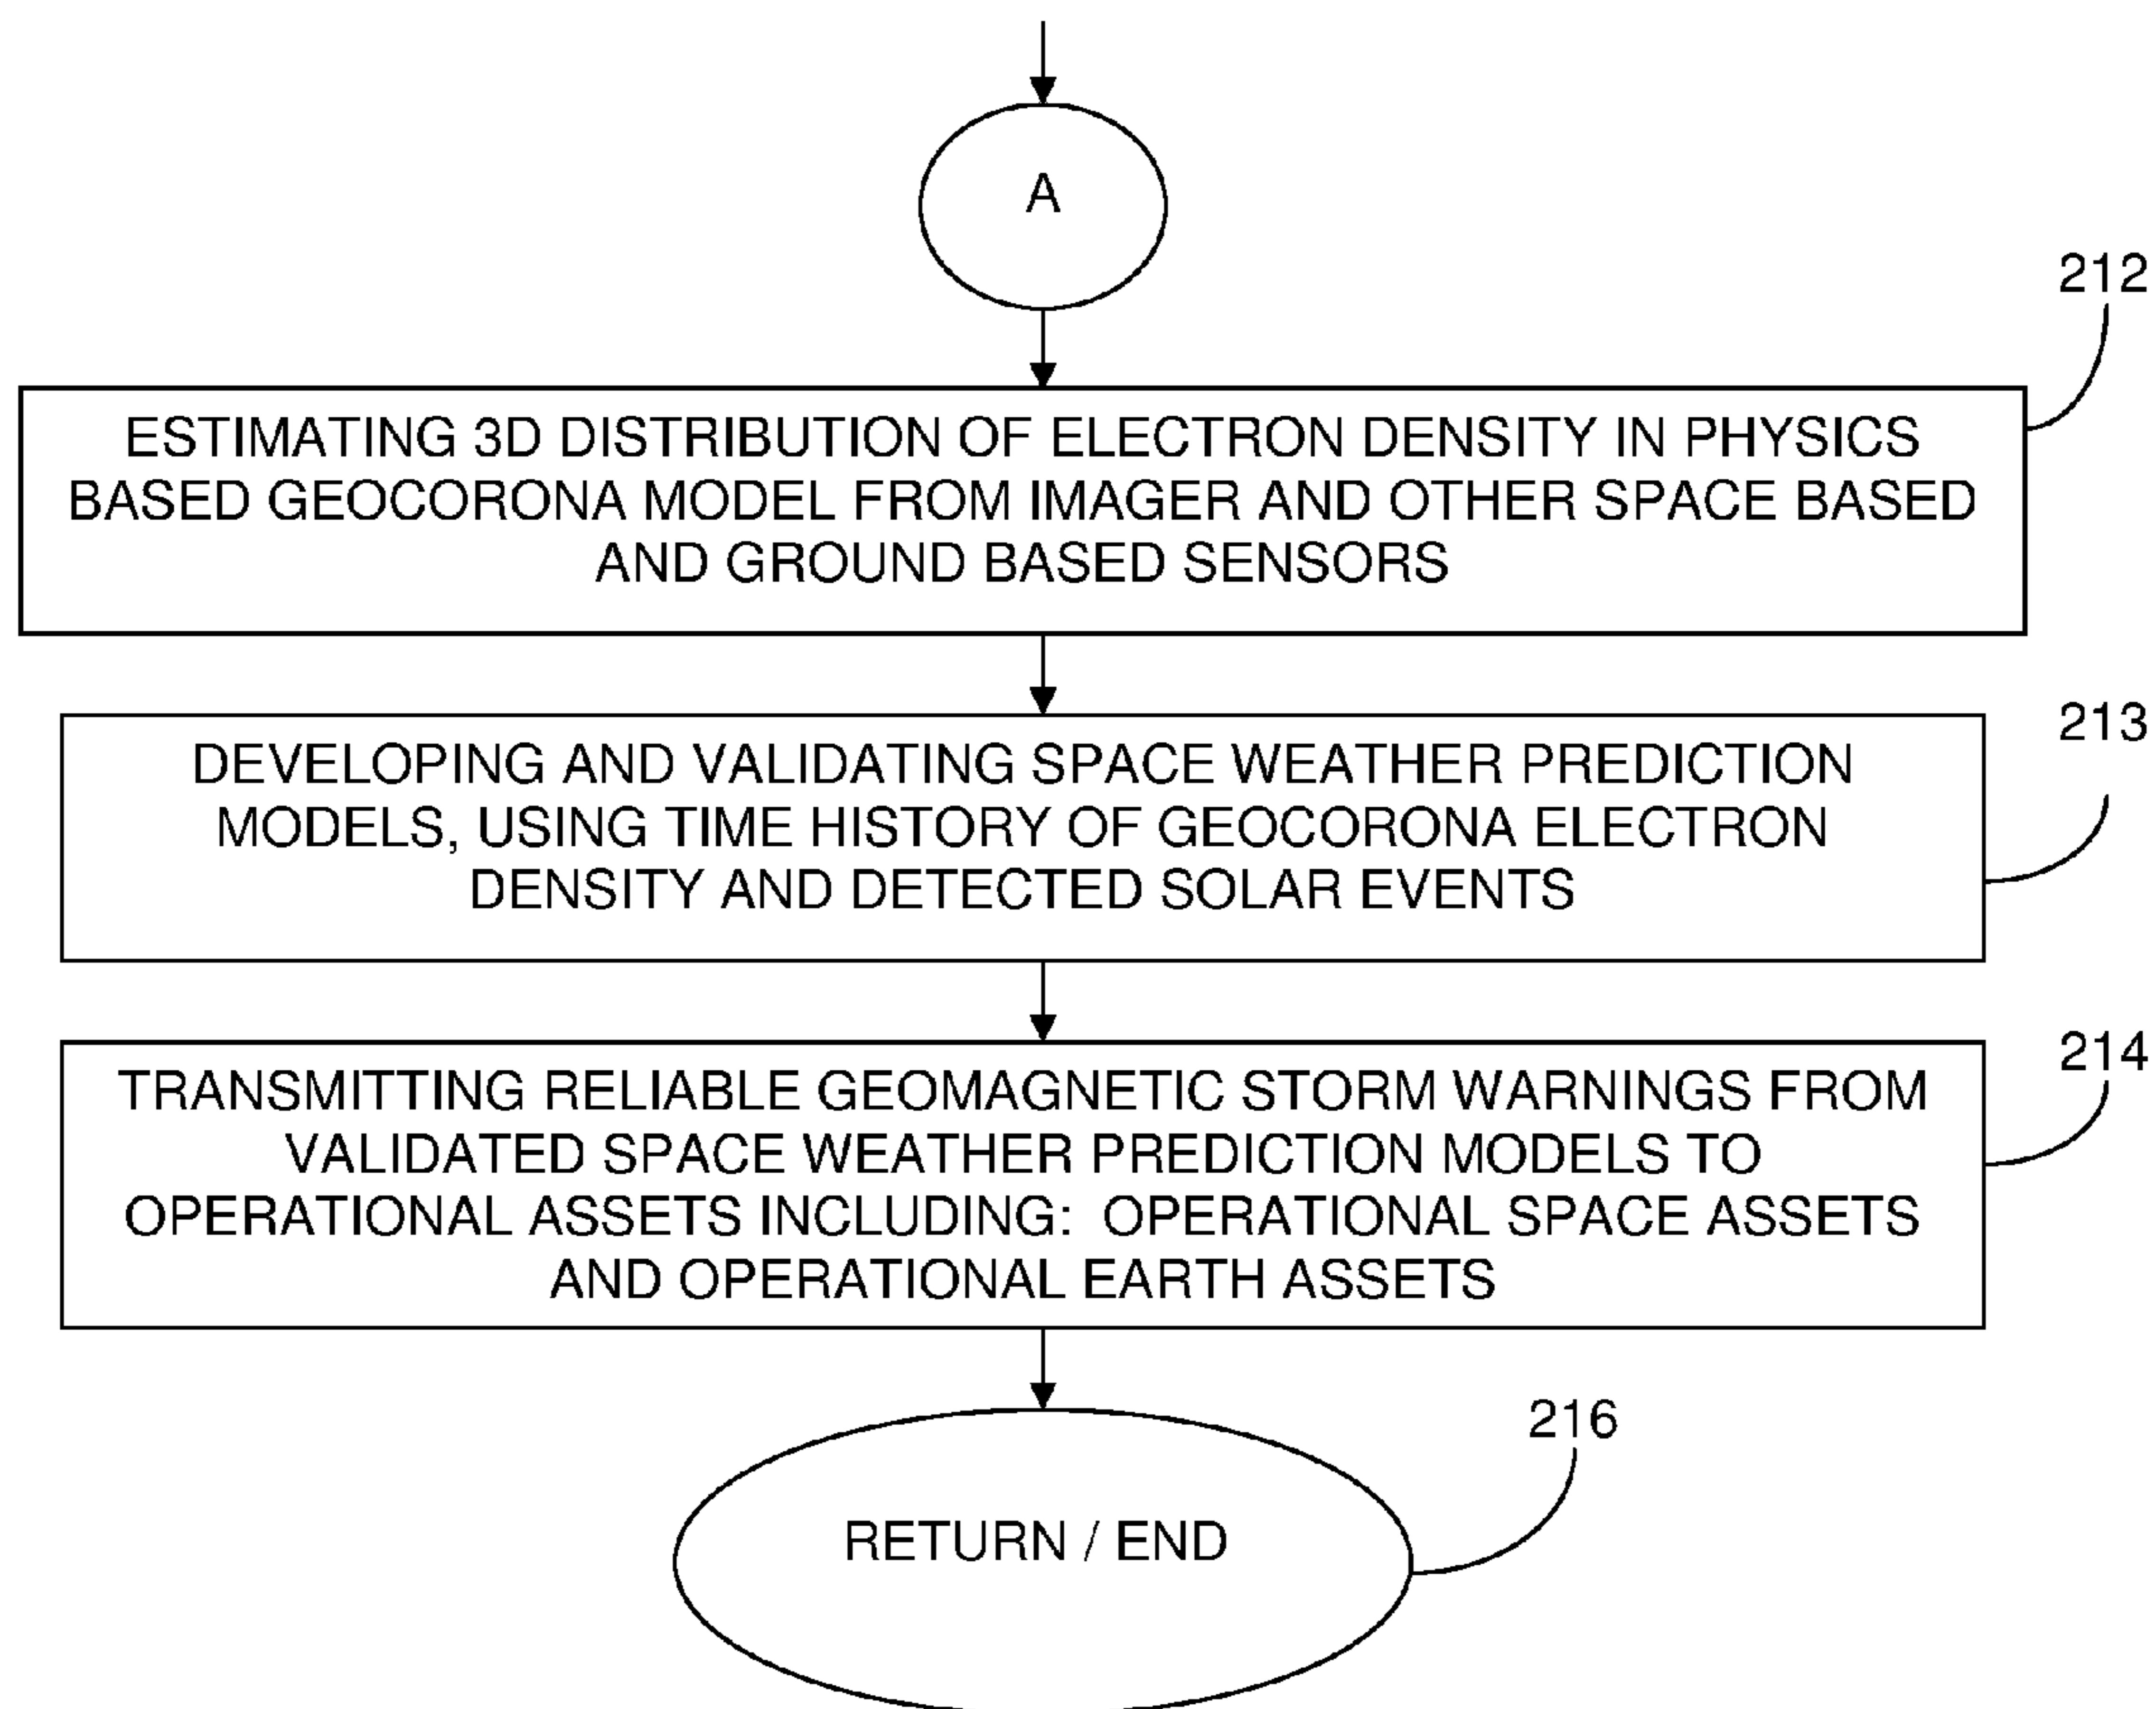 A
212
ESTIMATING 3D DISTRIBUTION OF ELECTRON DENSITY IN PHYSICS
BASED GEOCORONA MODEL FROM IMAGER AND OTHER SPACE BASED
AND GROUND BASED SENSORS
213
DEVELOPING AND VALIDATING SPACE WEATHER PREDICTION
MODELS, USING TIME HISTORY OF GEOCORONA ELECTRON
DENSITY AND DETECTED SOLAR EVENTS
214
TRANSMITTING RELIABLE GEOMAGNETIC STORM WARNINGS FROM
VALIDATED SPACE WEATHER PREDICTION MODELS TO
OPERATIONAL ASSETS INCLUDING:  OPERATIONAL SPACE ASSETS
AND OPERATIONAL EARTH ASSETS
216
RETURN / END